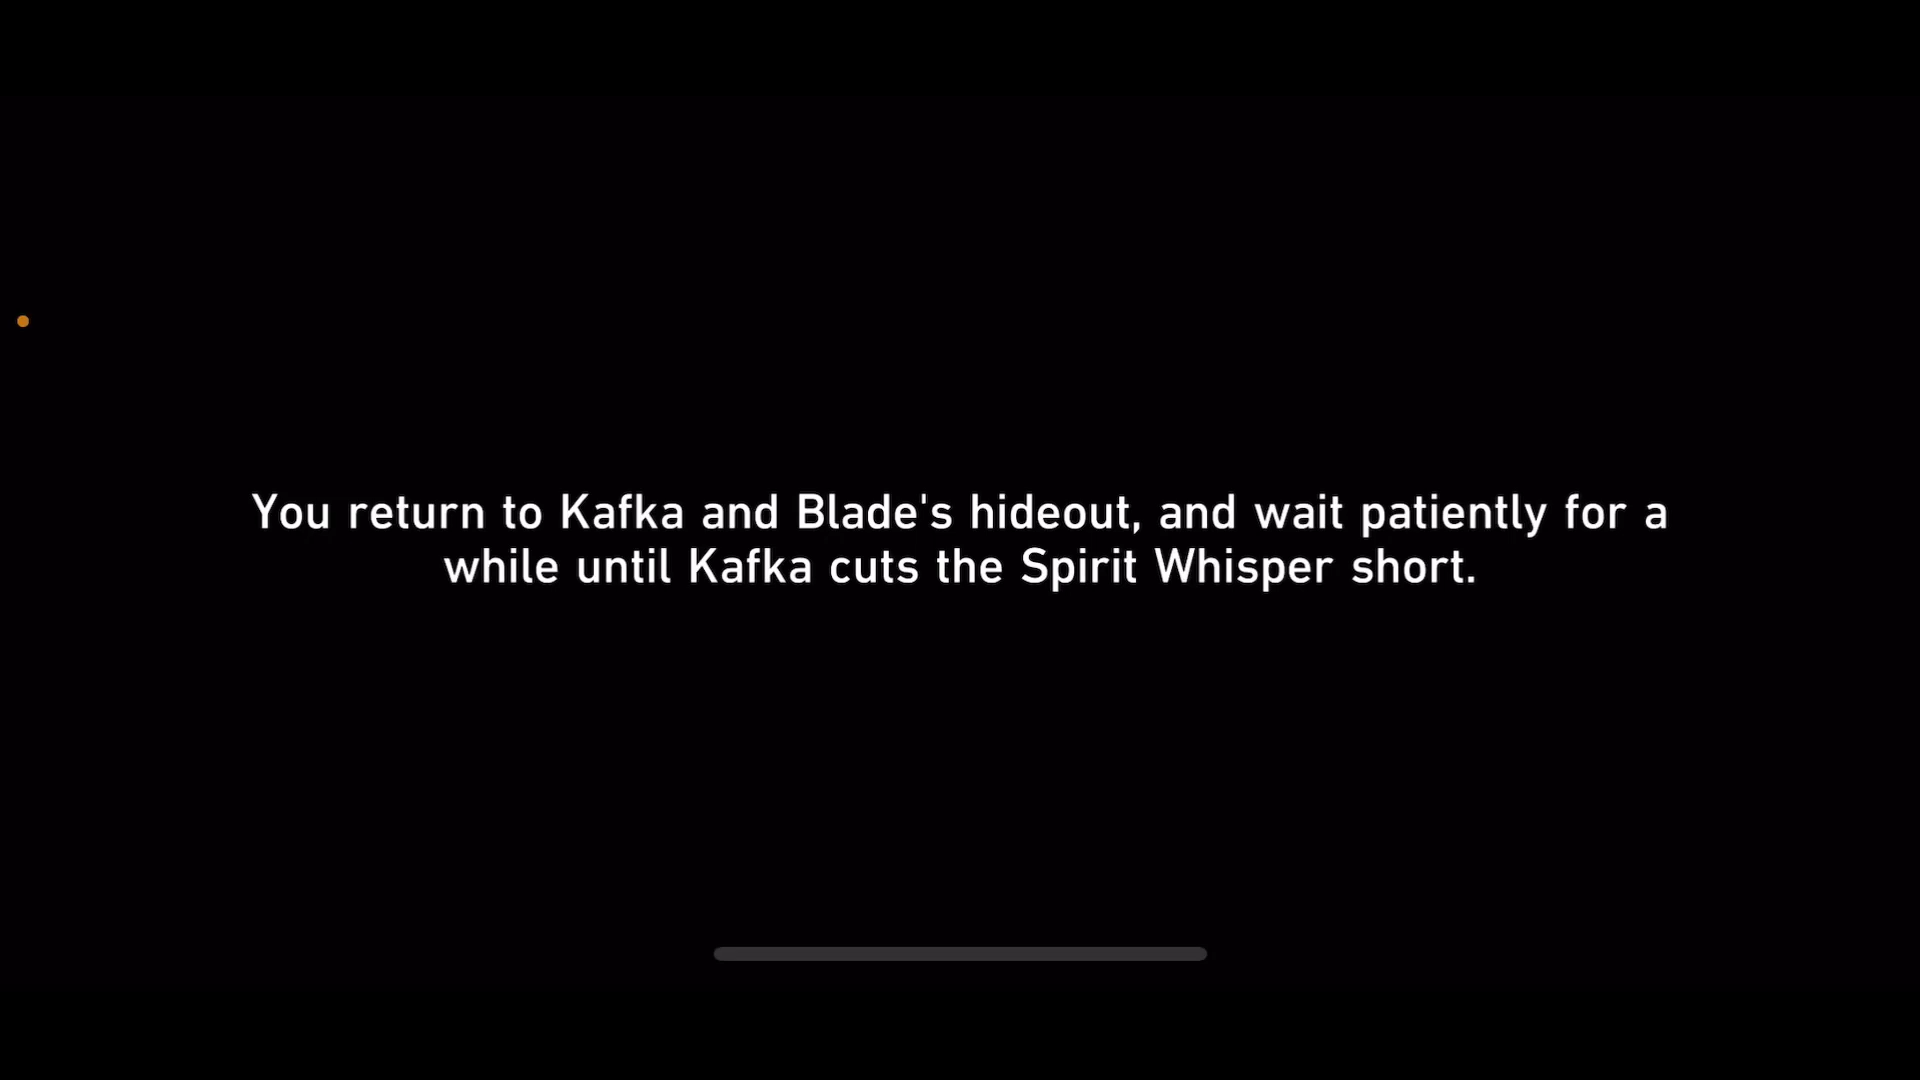 You return to Kafka and Blade's hideout, and wait patiently for a
while until Kafka cuts the Spirit Whisper short.